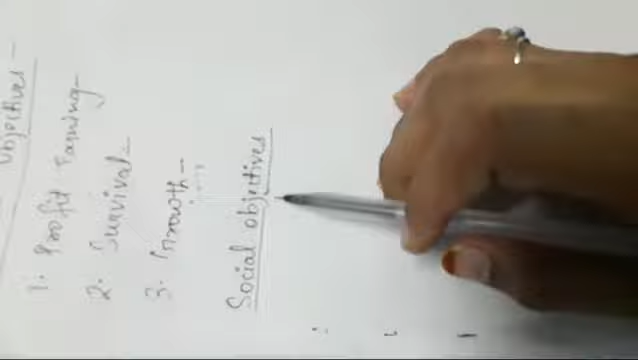 objectives -
1. Profit Earning -
2. Survival -
3. Growth -
Social objectives